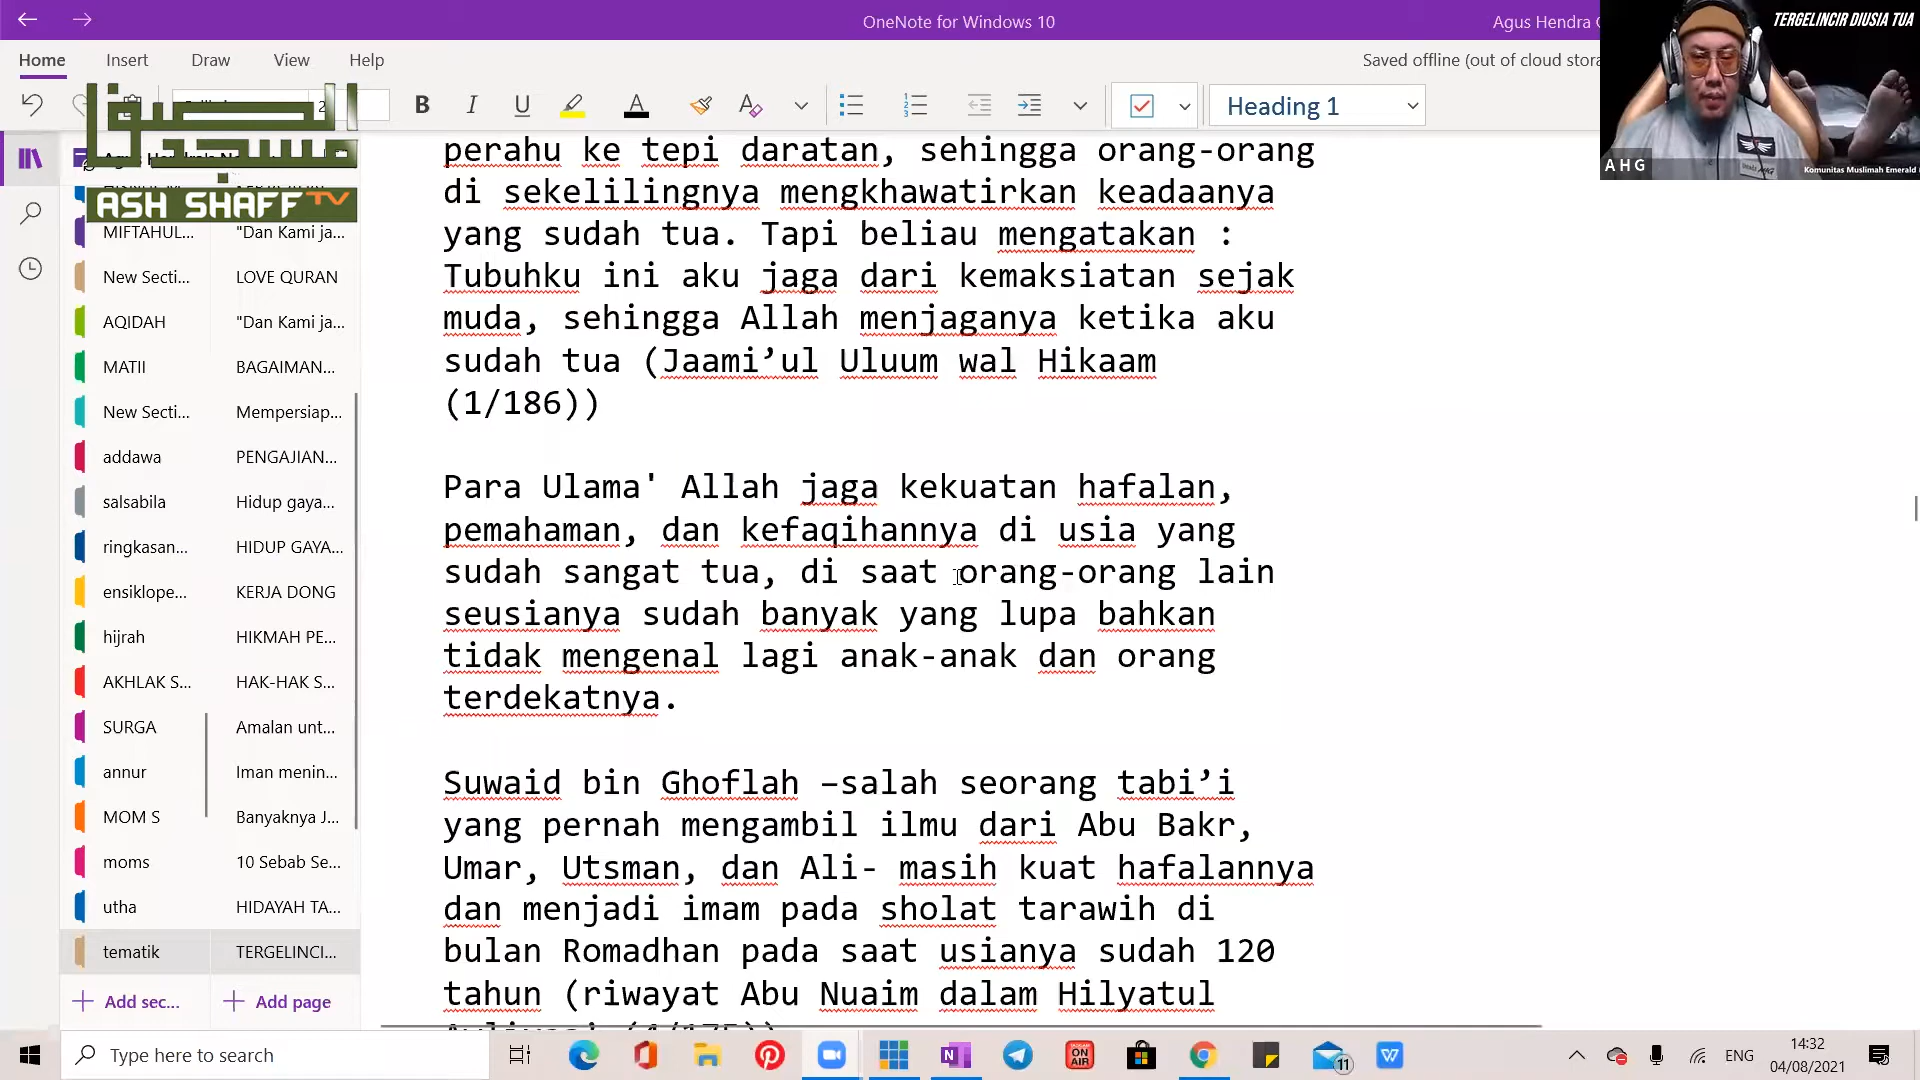 OneNote for Windows 10
Agus Hendra
TERGELINCIR DIUSIA TUA
Home Insert Draw View Help
Saved offline (out of cloud stora
Heading 1
A H G
Komunitas Muslimah Emerald
ASH SHAFF TV
MIFTAHUL... "Dan Kami ja...
New Secti... LOVE QURAN
AQIDAH "Dan Kami ja...
MATII BAGAIMAN...
New Secti... Mempersiap...
addawa PENGAJIAN...
salsabila Hidup gaya...
ringkasan... HIDUP GAYA...
ensiklope... KERJA DONG
hijrah HIKMAH PE...
AKHLAK S... HAK-HAK S...
SURGA Amalan unt...
annur Iman menin...
MOM S Banyaknya J...
moms 10 Sebab Se...
utha HIDAYAH TA...
tematik TERGELINCI...
Add sec... Add page
perahu ke tepi daratan, sehingga orang-orang
di sekelilingnya mengkhawatirkan keadaanya
yang sudah tua. Tapi beliau mengatakan :
Tubuhku ini aku jaga dari kemaksiatan sejak
muda, sehingga Allah menjaganya ketika aku
sudah tua (Jaami’ul Uluum wal Hikaam
(1/186))
Para Ulama' Allah jaga kekuatan hafalan,
pemahaman, dan kefaqihannya di usia yang
sudah sangat tua, di saat orang-orang lain
seusianya sudah banyak yang lupa bahkan
tidak mengenal lagi anak-anak dan orang
terdekatnya.
Suwaid bin Ghoflah –salah seorang tabi’i
yang pernah mengambil ilmu dari Abu Bakr,
Umar, Utsman, dan Ali- masih kuat hafalannya
dan menjadi imam pada sholat tarawih di
bulan Romadhan pada saat usianya sudah 120
tahun (riwayat Abu Nuaim dalam Hilyatul
Type here to search
ON AIR
11
ENG
14:32
04/08/2021